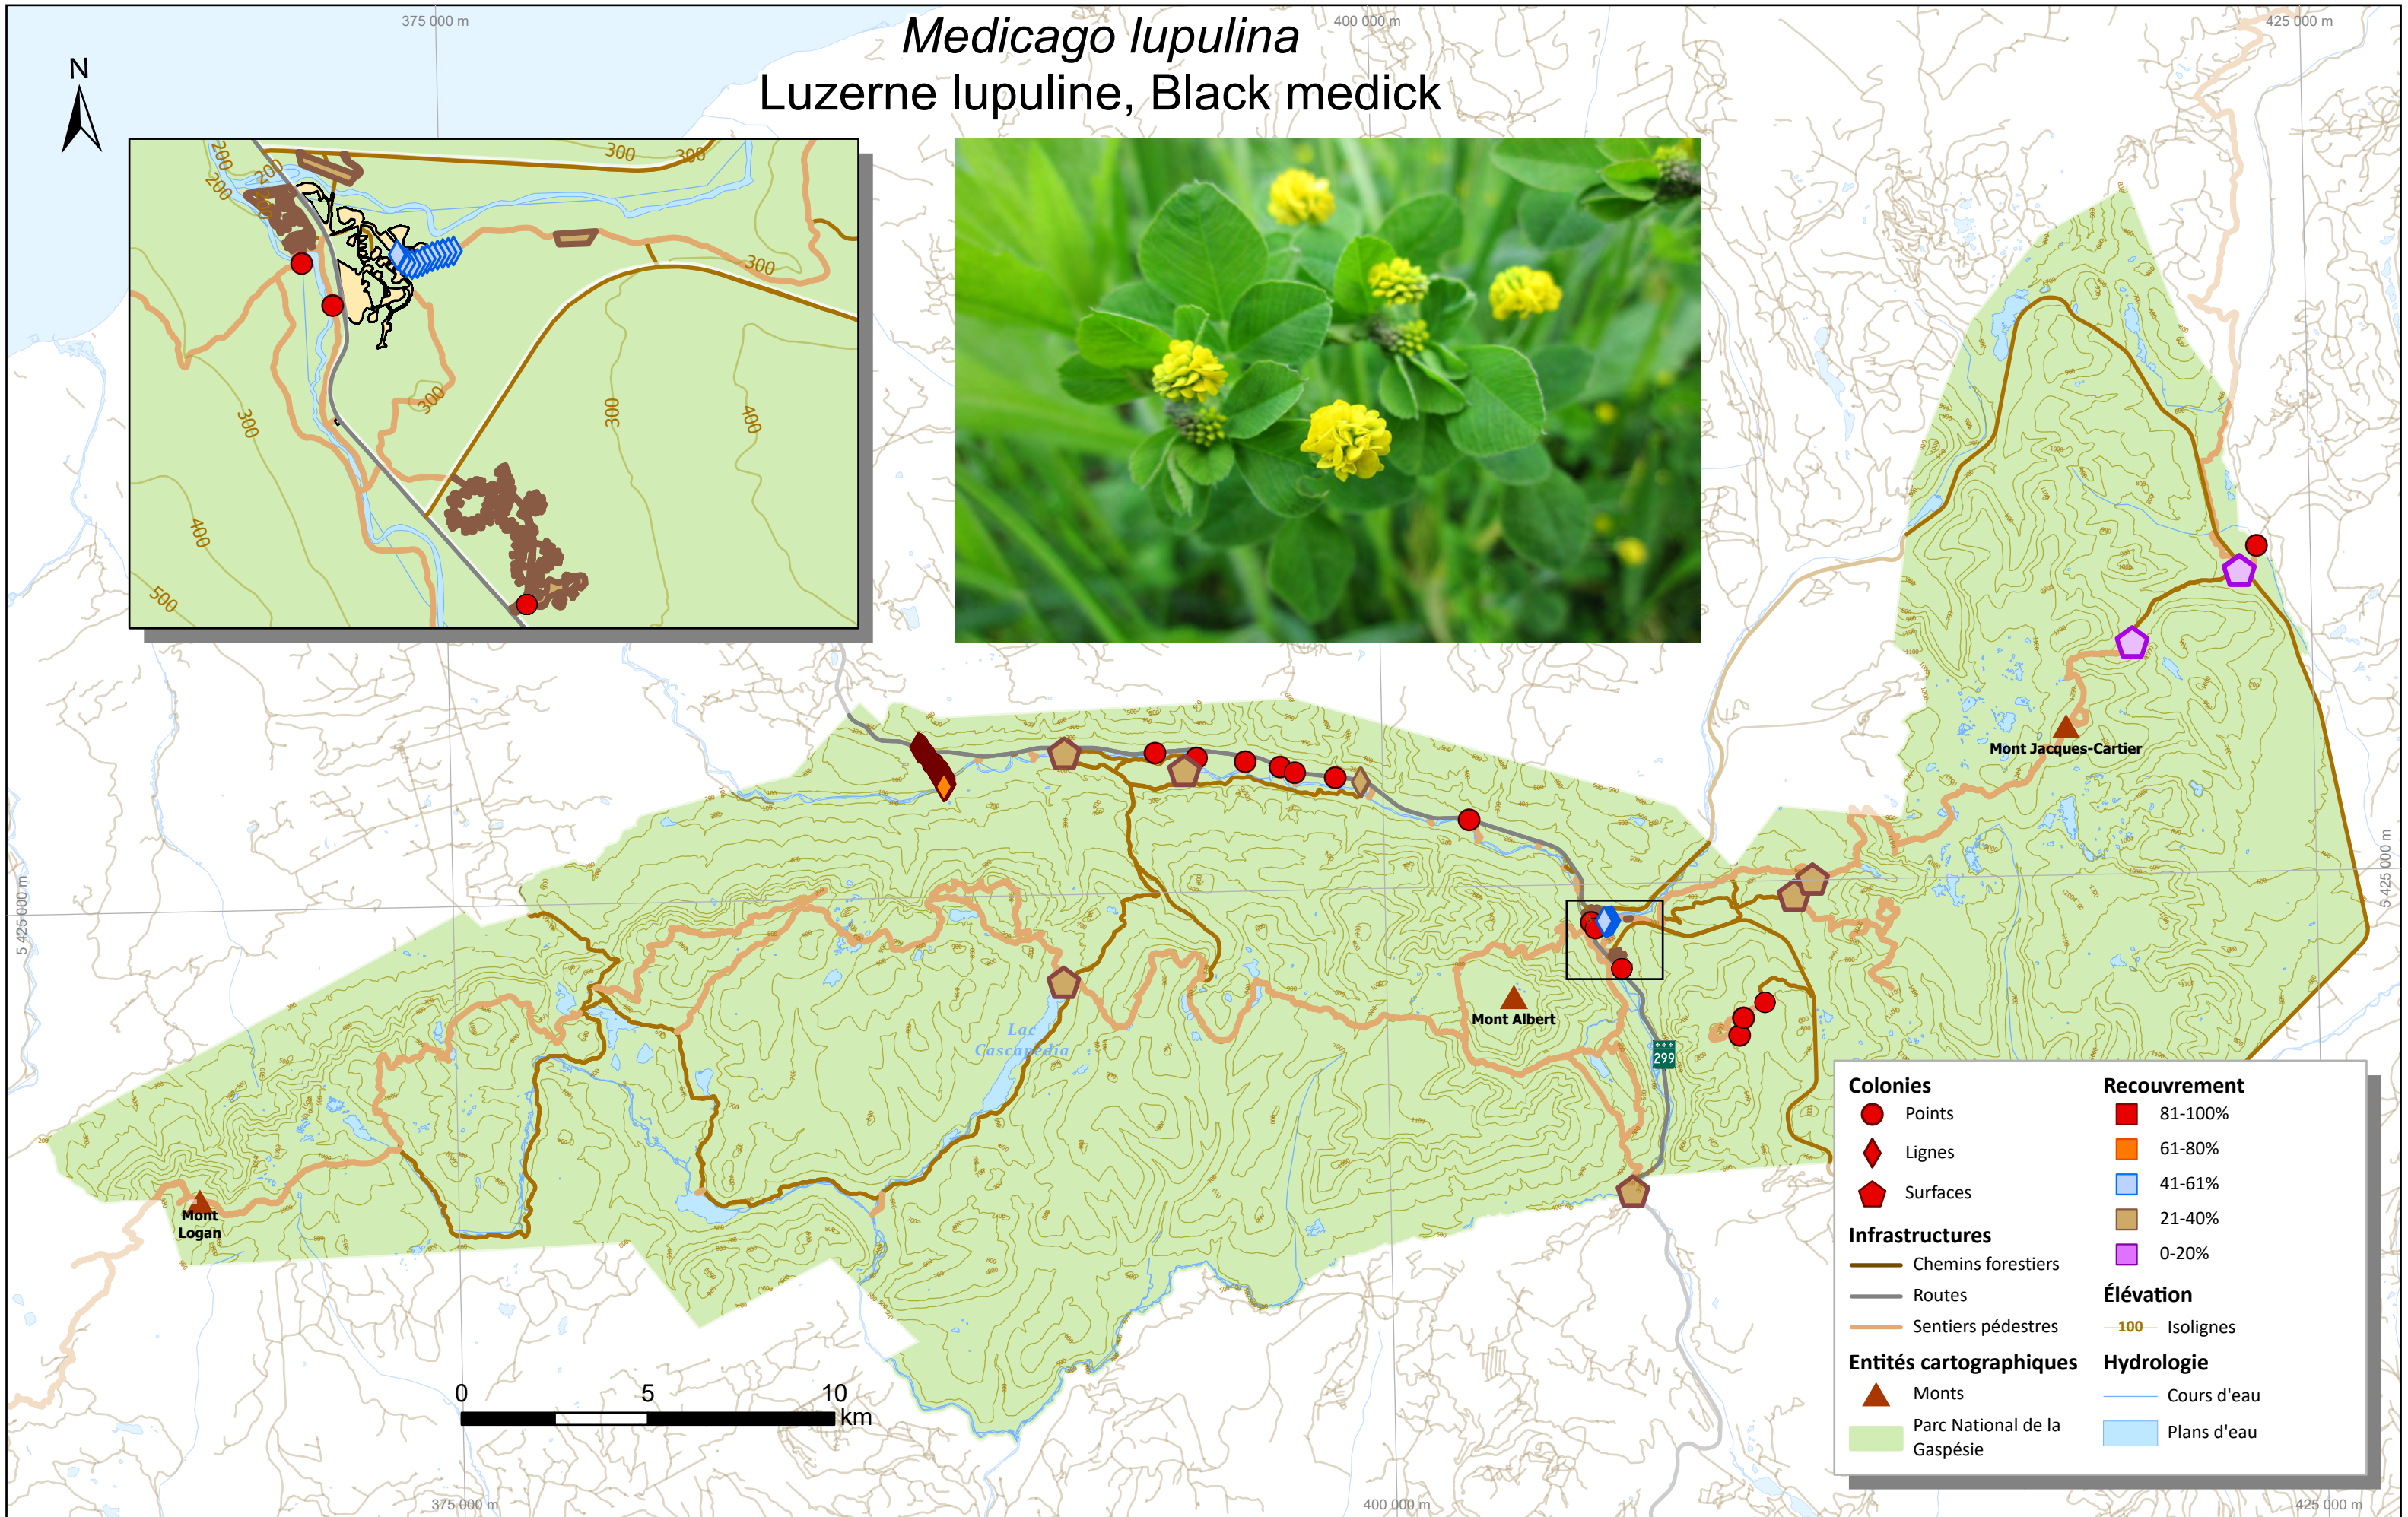 375 000 m
400 000 m
425 000 m
Medicago lupulina
Luzerne lupuline, Black medick
N
200
200
200
300
300
300
300
300
300
400
400
500
Mont Jacques-Cartier
5 425 000 m
5 425 000 m
Lac
Cascapédia
Mont Albert
299
Mont
Logan
0
5
10
km
Colonies
Points
Lignes
Surfaces
Infrastructures
Chemins forestiers
Routes
Sentiers pédestres
Entités cartographiques
Monts
Parc National de la
Gaspésie
Recouvrement
81-100%
61-80%
41-61%
21-40%
0-20%
Élévation
100
Isolignes
Hydrologie
Cours d'eau
Plans d'eau
375 000 m
400 000 m
425 000 m